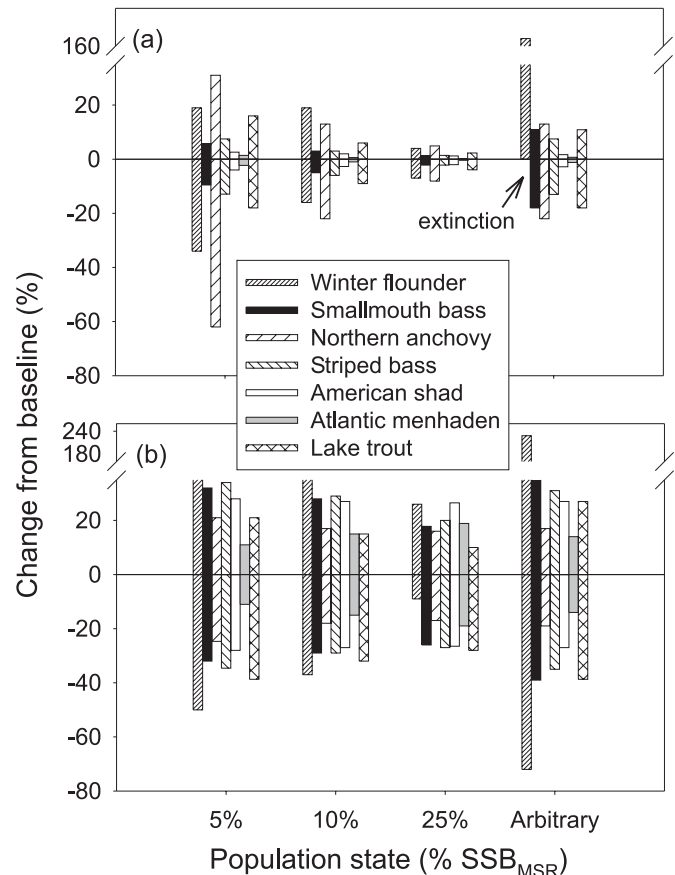 160
(a)
20
0
-20
-40
-60
-80
extinction
Winter flounder
Smallmouth bass
Northern anchovy
Striped bass
American shad
Atlantic menhaden
Lake trout
Change from baseline (%)
240
180
(b)
20
0
-20
-40
-60
-80
5% 10% 25% Arbitrary
Population state (% SSB_MSR)